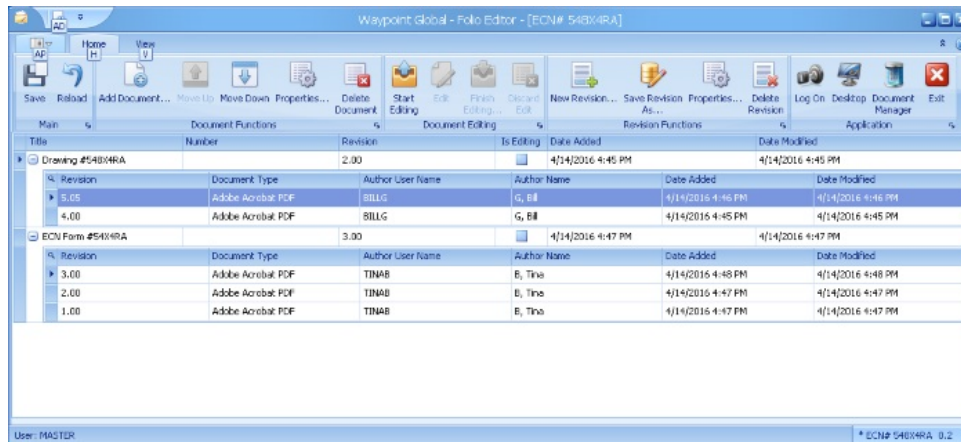 AD
Waypoint Global - Folio Editor - [ECN# 548X4RA]
AP
Home
H
View
V
Save
Reload
Add Document...
Move Up
Move Down
Properties...
Delete
Document
Start
Editing
Edit
Finish
Editing...
Discard
Edit
New Revision...
Save Revision
As...
Properties...
Delete
Revision
Log On
Desktop
Document
Manager
Exit
Main
Document Functions
Document Editing
Revision Functions
Application
Title Number Revision Is Editing Date Added Date Modified
Drawing #548X4RA 2.00 4/14/2016 4:45 PM 4/14/2016 4:45 PM
Revision Document Type Author User Name Author Name Date Added Date Modified
5.05 Adobe Acrobat PDF BILLG G, Bill 4/14/2016 4:46 PM 4/14/2016 4:46 PM
4.00 Adobe Acrobat PDF BILLG G, Bill 4/14/2016 4:45 PM 4/14/2016 4:45 PM
ECN Form #54X4RA 3.00 4/14/2016 4:47 PM 4/14/2016 4:47 PM
Revision Document Type Author User Name Author Name Date Added Date Modified
3.00 Adobe Acrobat PDF TINAB B, Tina 4/14/2016 4:48 PM 4/14/2016 4:48 PM
2.00 Adobe Acrobat PDF TINAB B, Tina 4/14/2016 4:47 PM 4/14/2016 4:47 PM
1.00 Adobe Acrobat PDF TINAB B, Tina 4/14/2016 4:47 PM 4/14/2016 4:47 PM
User: MASTER
* ECN# 548X4RA 8.2